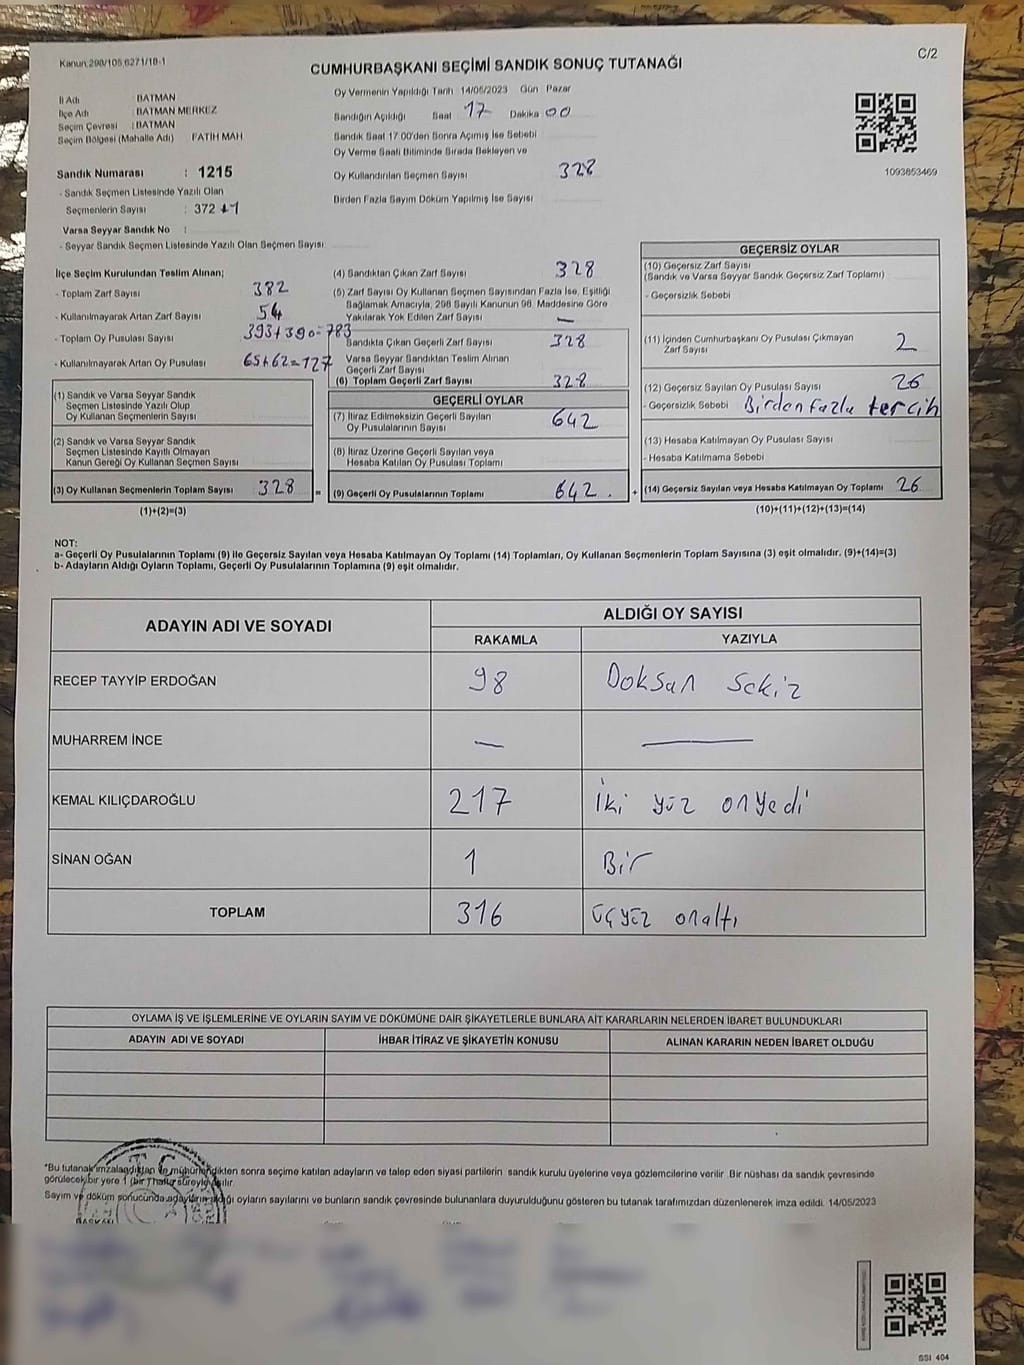 Kanun:298/105,6271/18-1
C/2
CUMHURBAŞKANI SEÇİMİ SANDIK SONUÇ TUTANAĞI
İl Adı : BATMAN
İlçe Adı : BATMAN MERKEZ
Seçim Çevresi : BATMAN
Seçim Bölgesi (Mahalle Adı) FATİH MAH
Sandık Numarası : 1215
- Sandık Seçmen Listesinde Yazılı Olan
Seçmenlerin Sayısı : 372 +1
Varsa Seyyar Sandık No :
- Seyyar Sandık Seçmen Listesinde Yazılı Olan Seçmen Sayısı
Oy Vermenin Yapıldığı Tarih 14/05/2023 Gün Pazar
Sandığın Açıldığı Saat 17 Dakika 00
Sandık Saat 17:00'den Sonra Açılmış İse Sebebi
Oy Verme Saati Bitiminde Sırada Bekleyen ve
Oy Kullandırılan Seçmen Sayısı 328
Birden Fazla Sayım Döküm Yapılmış İse Sayısı
1093853469
İlçe Seçim Kurulundan Teslim Alınan;
- Toplam Zarf Sayısı 382
- Kullanılmayarak Artan Zarf Sayısı 54
- Toplam Oy Pusulası Sayısı 393+390=783
- Kullanılmayarak Artan Oy Pusulası 65+62=127
(1) Sandık ve Varsa Seyyar Sandık
Seçmen Listesinde Yazılı Olup
Oy Kullanan Seçmenlerin Sayısı
(2) Sandık ve Varsa Seyyar Sandık
Seçmen Listesinde Kayıtlı Olmayan
Kanun Gereği Oy Kullanan Seçmen Sayısı
(3) Oy Kullanan Seçmenlerin Toplam Sayısı 328
(1)+(2)=(3)
(4) Sandıktan Çıkan Zarf Sayısı 328
(5) Zarf Sayısı Oy Kullanan Seçmen Sayısından Fazla İse, Eşitliği
Sağlamak Amacıyla, 298 Sayılı Kanunun 98. Maddesine Göre
Yakılarak Yok Edilen Zarf Sayısı —
Sandıkta Çıkan Geçerli Zarf Sayısı 328
Varsa Seyyar Sandıktan Teslim Alınan
Geçerli Zarf Sayısı
(6) Toplam Geçerli Zarf Sayısı 328
GEÇERLİ OYLAR
(7) İtiraz Edilmeksizin Geçerli Sayılan
Oy Pusulalarının Sayısı 642
(8) İtiraz Üzerine Geçerli Sayılan veya
Hesaba Katılan Oy Pusulası Toplamı
= (9) Geçerli Oy Pusulalarının Toplamı 642 .
GEÇERSİZ OYLAR
(10) Geçersiz Zarf Sayısı
(Sandık ve Varsa Seyyar Sandık Geçersiz Zarf Toplamı)
- Geçersizlik Sebebi
(11) İçinden Cumhurbaşkanı Oy Pusulası Çıkmayan
Zarf Sayısı 2
(12) Geçersiz Sayılan Oy Pusulası Sayısı 26
- Geçersizlik Sebebi Birden fazla tercih
(13) Hesaba Katılmayan Oy Pusulası Sayısı
- Hesaba Katılmama Sebebi
+ (14) Geçersiz Sayılan veya Hesaba Katılmayan Oy Toplamı 26
(10)+(11)+(12)+(13)=(14)
NOT:
a- Geçerli Oy Pusulalarının Toplamı (9) ile Geçersiz Sayılan veya Hesaba Katılmayan Oy Toplamı (14) Toplamları, Oy Kullanan Seçmenlerin Toplam Sayısına (3) eşit olmalıdır. (9)+(14)=(3)
b- Adayların Aldığı Oyların Toplamı, Geçerli Oy Pusulalarının Toplamına (9) eşit olmalıdır.
ADAYIN ADI VE SOYADI
ALDIĞI OY SAYISI
RAKAMLA YAZIYLA
RECEP TAYYİP ERDOĞAN 98 Doksan Sekiz
MUHARREM İNCE — —
KEMAL KILIÇDAROĞLU 217 İki yüz onyedi
SİNAN OĞAN 1 Bir
TOPLAM 316 üçyüz onaltı
OYLAMA İŞ VE İŞLEMLERİNE VE OYLARIN SAYIM VE DÖKÜMÜNE DAİR ŞİKAYETLERLE BUNLARA AİT KARARLARIN NELERDEN İBARET BULUNDUKLARI
ADAYIN ADI VE SOYADI İHBAR İTİRAZ VE ŞİKAYETİN KONUSU ALINAN KARARIN NEDEN İBARET OLDUĞU
*Bu tutanak imzalandıktan ve mühürlendikten sonra seçime katılan adayların ve talep eden siyasi partilerin sandık kurulu üyelerine veya gözlemcilerine verilir .Bir nüshası da sandık çevresinde
görülecek bir yere 1 (bir ) hafta süreyle asılır.
Sayım ve döküm sonucunda adayların aldığı oyların sayılarını ve bunların sandık çevresinde bulunanlara duyurulduğunu gösteren bu tutanak tarafımızdan düzenlenerek imza edildi. 14/05/2023
BAŞKAN
SSI 404